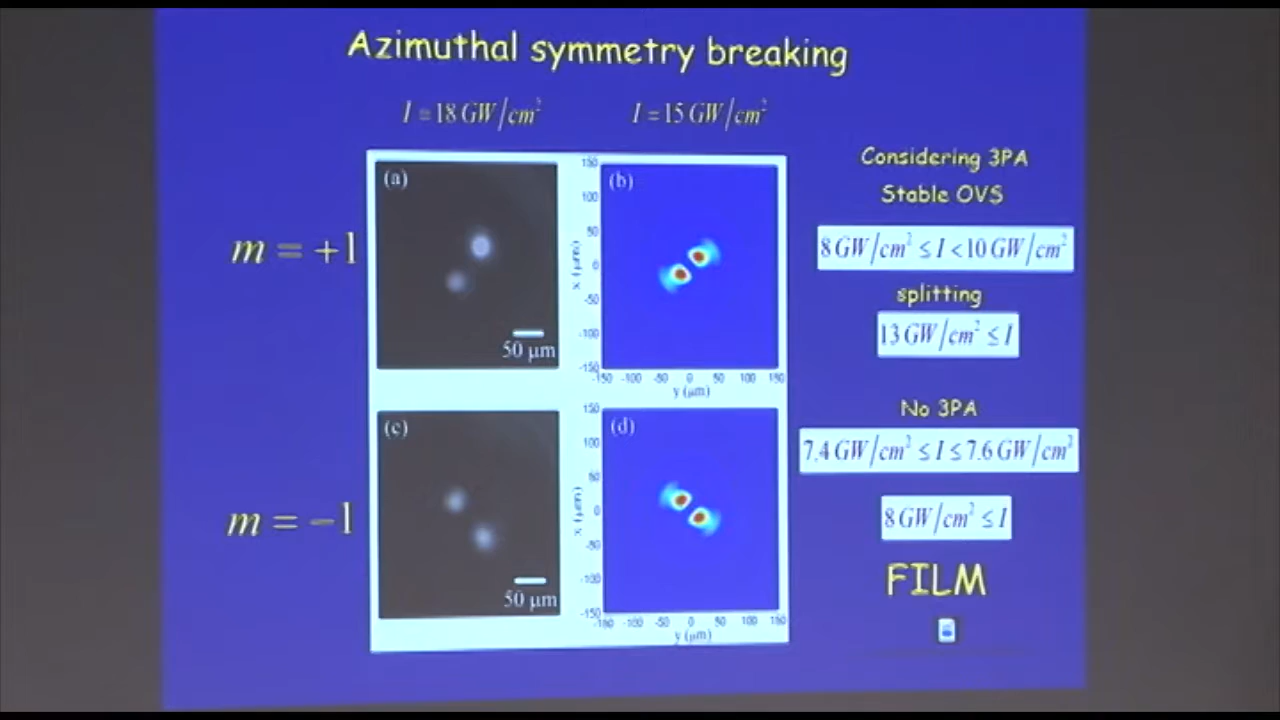 Azimuthal symmetry breaking
I = 18 GW/cm²
I = 15 GW/cm²
Considering 3PA
Stable OVS
8 GW/cm² ≤ I < 10 GW/cm²
splitting
13 GW/cm² ≤ I
No 3PA
7.4 GW/cm² ≤ I ≤ 7.6 GW/cm²
8 GW/cm² ≤ I
FILM
m = +1
(a)
50 μm
(b)
150
100
50
0
-50
-100
-150
x (μm)
-150 -100 -50 0 50 100 150
y (μm)
m = −1
(c)
50 μm
(d)
150
100
50
0
-50
-100
-150
x (μm)
-150 -100 -50 0 50 100 150
y (μm)